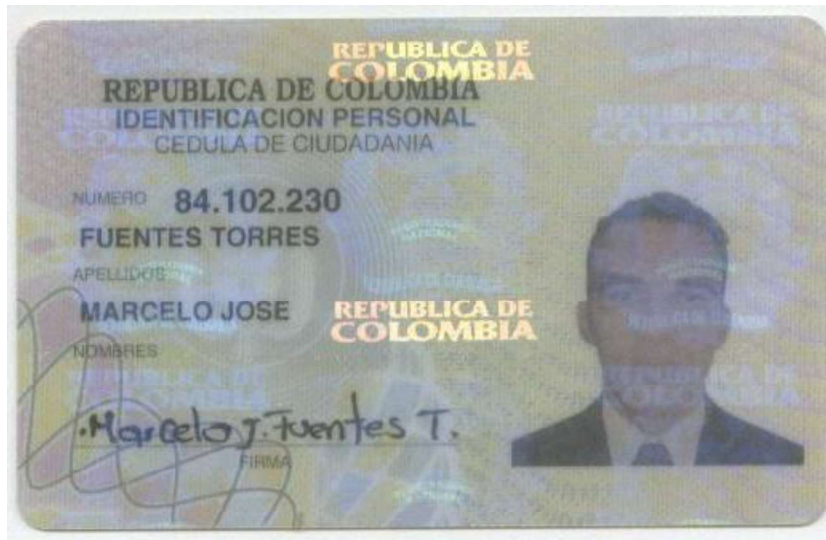 REPUBLICA DE
COLOMBIA
REPUBLICA DE COLOMBIA
IDENTIFICACION PERSONAL
CEDULA DE CIUDADANIA
NUMERO 84.102.230
FUENTES TORRES
APELLIDOS
MARCELO JOSE
REPUBLICA DE
COLOMBIA
NOMBRES
Marcelo J. Fuentes T.
FIRMA